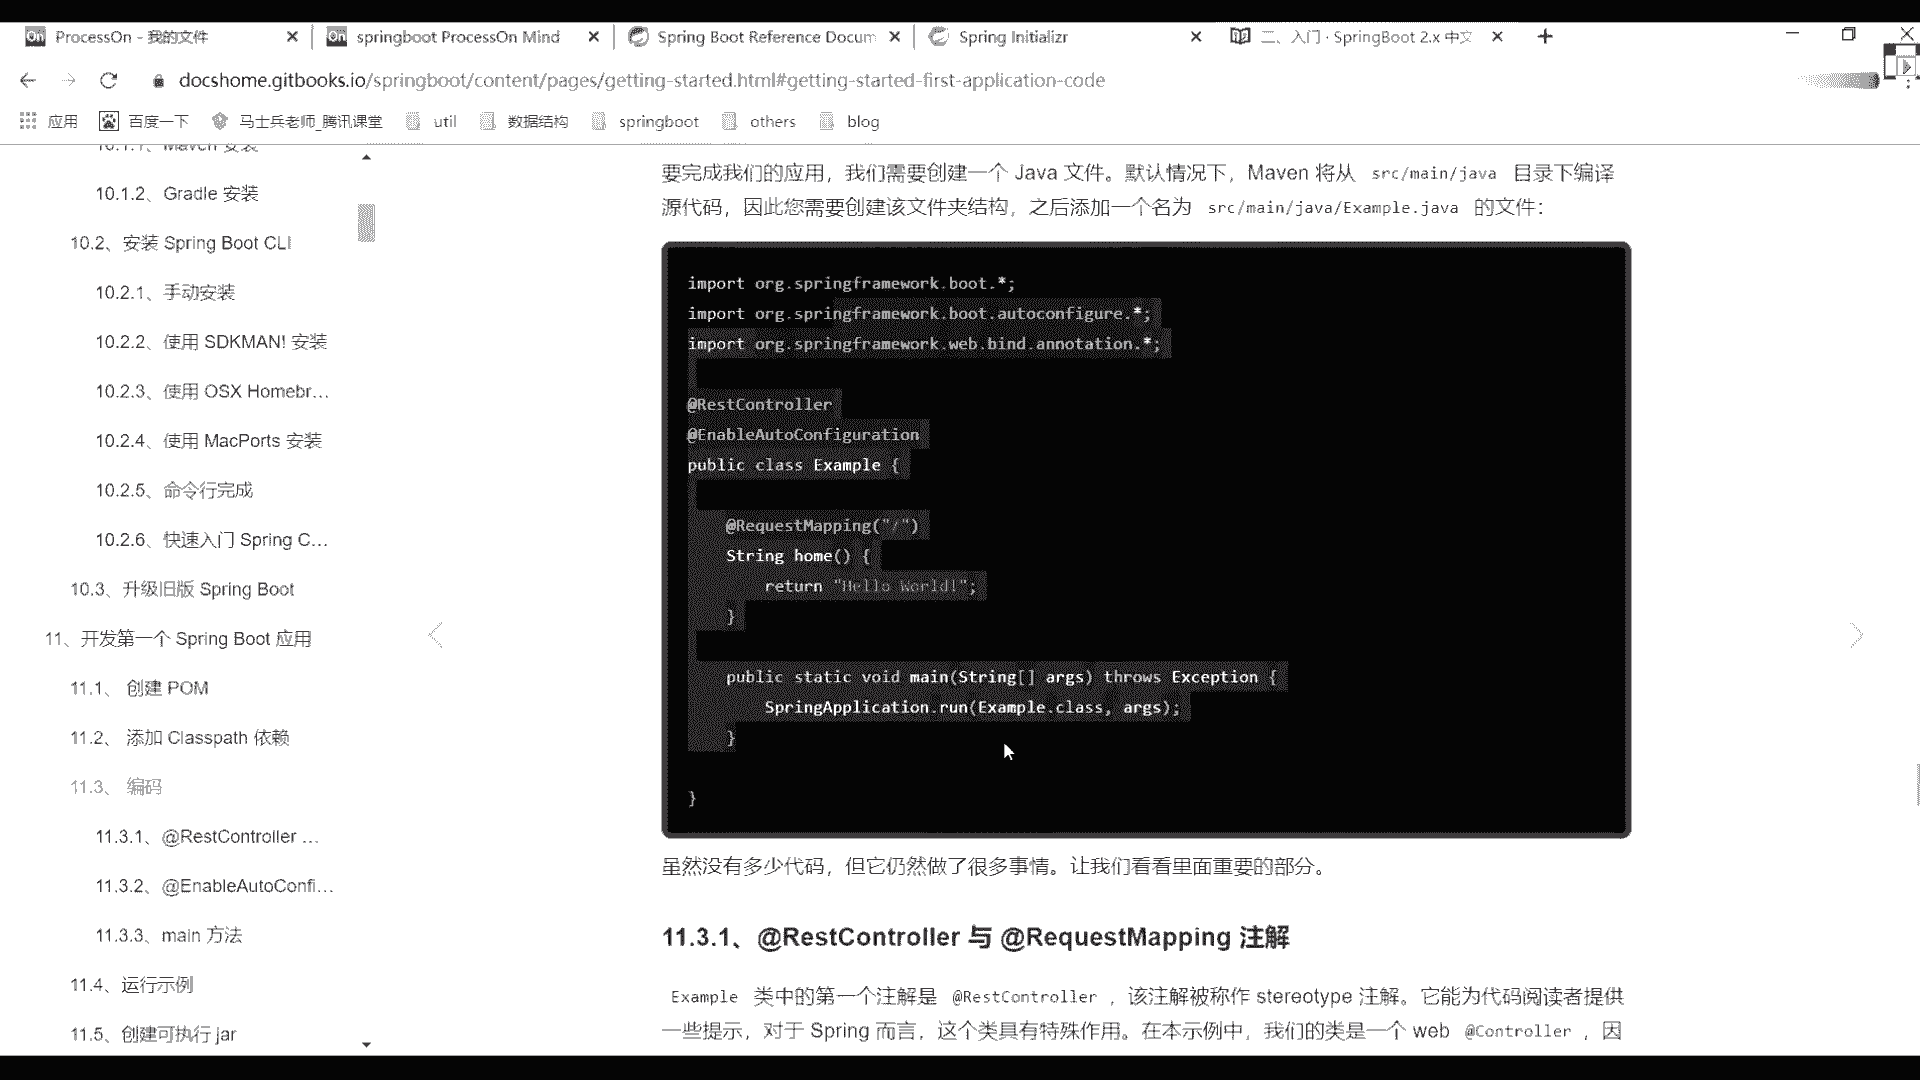 ProcessOn - 我的文件
springboot ProcessOn Mind
Spring Boot Reference Docum
Spring Initializr
二、入门 · SpringBoot 2.x 中文
docshome.gitbooks.io/springboot/content/pages/getting-started.html#getting-started-first-application-code
应用 百度一下 马士兵老师_腾讯课堂 util 数据结构 springboot others blog
10.1.1、Maven 安装
10.1.2、Gradle 安装
10.2、安装 Spring Boot CLI
10.2.1、手动安装
10.2.2、使用 SDKMAN! 安装
10.2.3、使用 OSX Homebr…
10.2.4、使用 MacPorts 安装
10.2.5、命令行完成
10.2.6、快速入门 Spring C…
10.3、升级旧版 Spring Boot
11、开发第一个 Spring Boot 应用
11.1、 创建 POM
11.2、 添加 Classpath 依赖
11.3、 编码
11.3.1、@RestController …
11.3.2、@EnableAutoConfi…
11.3.3、main 方法
11.4、运行示例
11.5、创建可执行 jar
要完成我们的应用，我们需要创建一个 Java 文件。默认情况下，Maven 将从 src/main/java 目录下编译
源代码，因此您需要创建该文件夹结构，之后添加一个名为 src/main/java/Example.java 的文件：
import org.springframework.boot.*;
import org.springframework.boot.autoconfigure.*;
import org.springframework.web.bind.annotation.*;
@RestController
@EnableAutoConfiguration
public class Example {
@RequestMapping("/")
String home() {
return "Hello World!";
}
public static void main(String[] args) throws Exception {
SpringApplication.run(Example.class, args);
}
}
虽然没有多少代码，但它仍然做了很多事情。让我们看看里面重要的部分。
11.3.1、@RestController 与 @RequestMapping 注解
Example 类中的第一个注解是 @RestController ，该注解被称作 stereotype 注解。它能为代码阅读者提供
一些提示，对于 Spring 而言，这个类具有特殊作用。在本示例中，我们的类是一个 web @Controller ，因